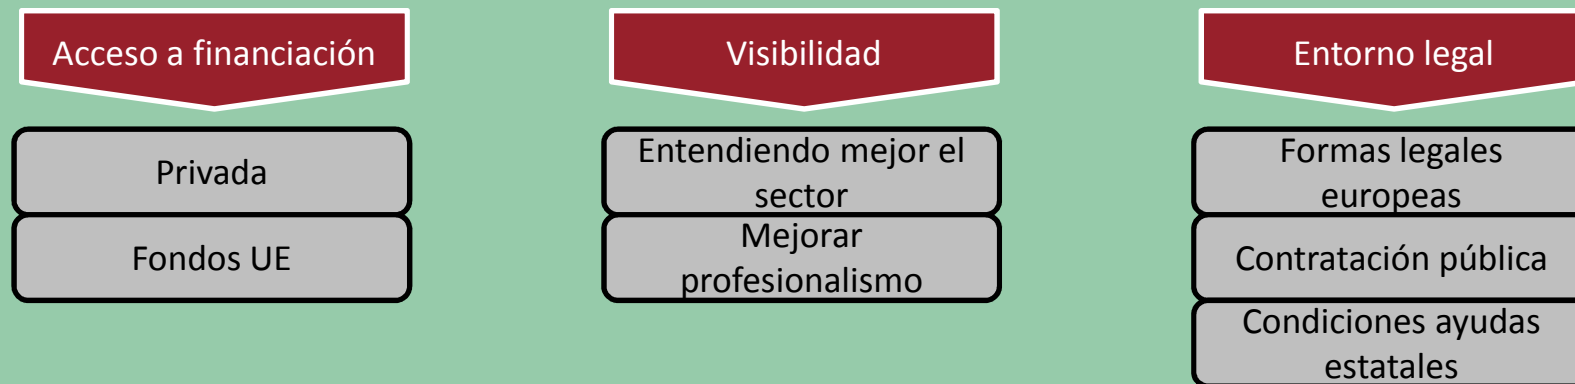 Acceso a financiación
Privada
Fondos UE
Visibilidad
Entendiendo mejor el
sector
Mejorar
profesionalismo
Entorno legal
Formas legales
europeas
Contratación pública
Condiciones ayudas
estatales